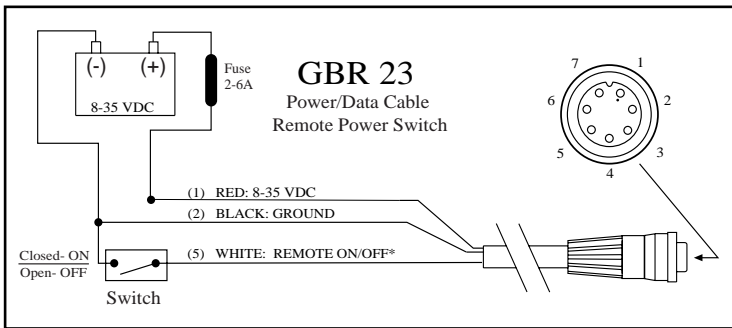 (-) (+)
8-35 VDC
Fuse
2-6A
GBR 23
Power/Data Cable
Remote Power Switch
7 1
6 2
5 3
4
(1) RED: 8-35 VDC
(2) BLACK: GROUND
(5) WHITE: REMOTE ON/OFF*
Closed- ON
Open- OFF
Switch